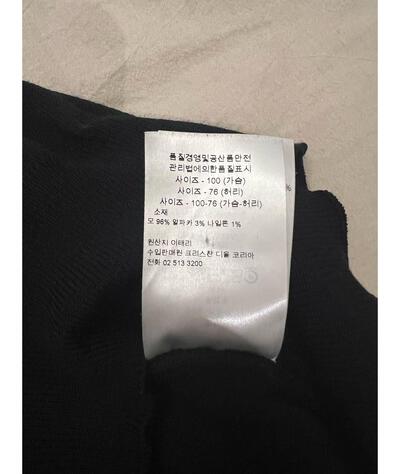 품질경영및공산품안전
관리법에의한품질표시
사이즈 - 100 (가슴)
사이즈 - 76 (허리)
사이즈 - 100-76 (가슴-허리)
소재
모 96% 알파카 3% 나일론 1%
원산지 이태리
수입판매원 크리스챤 디올 코리아
전화 02 513 3200
%